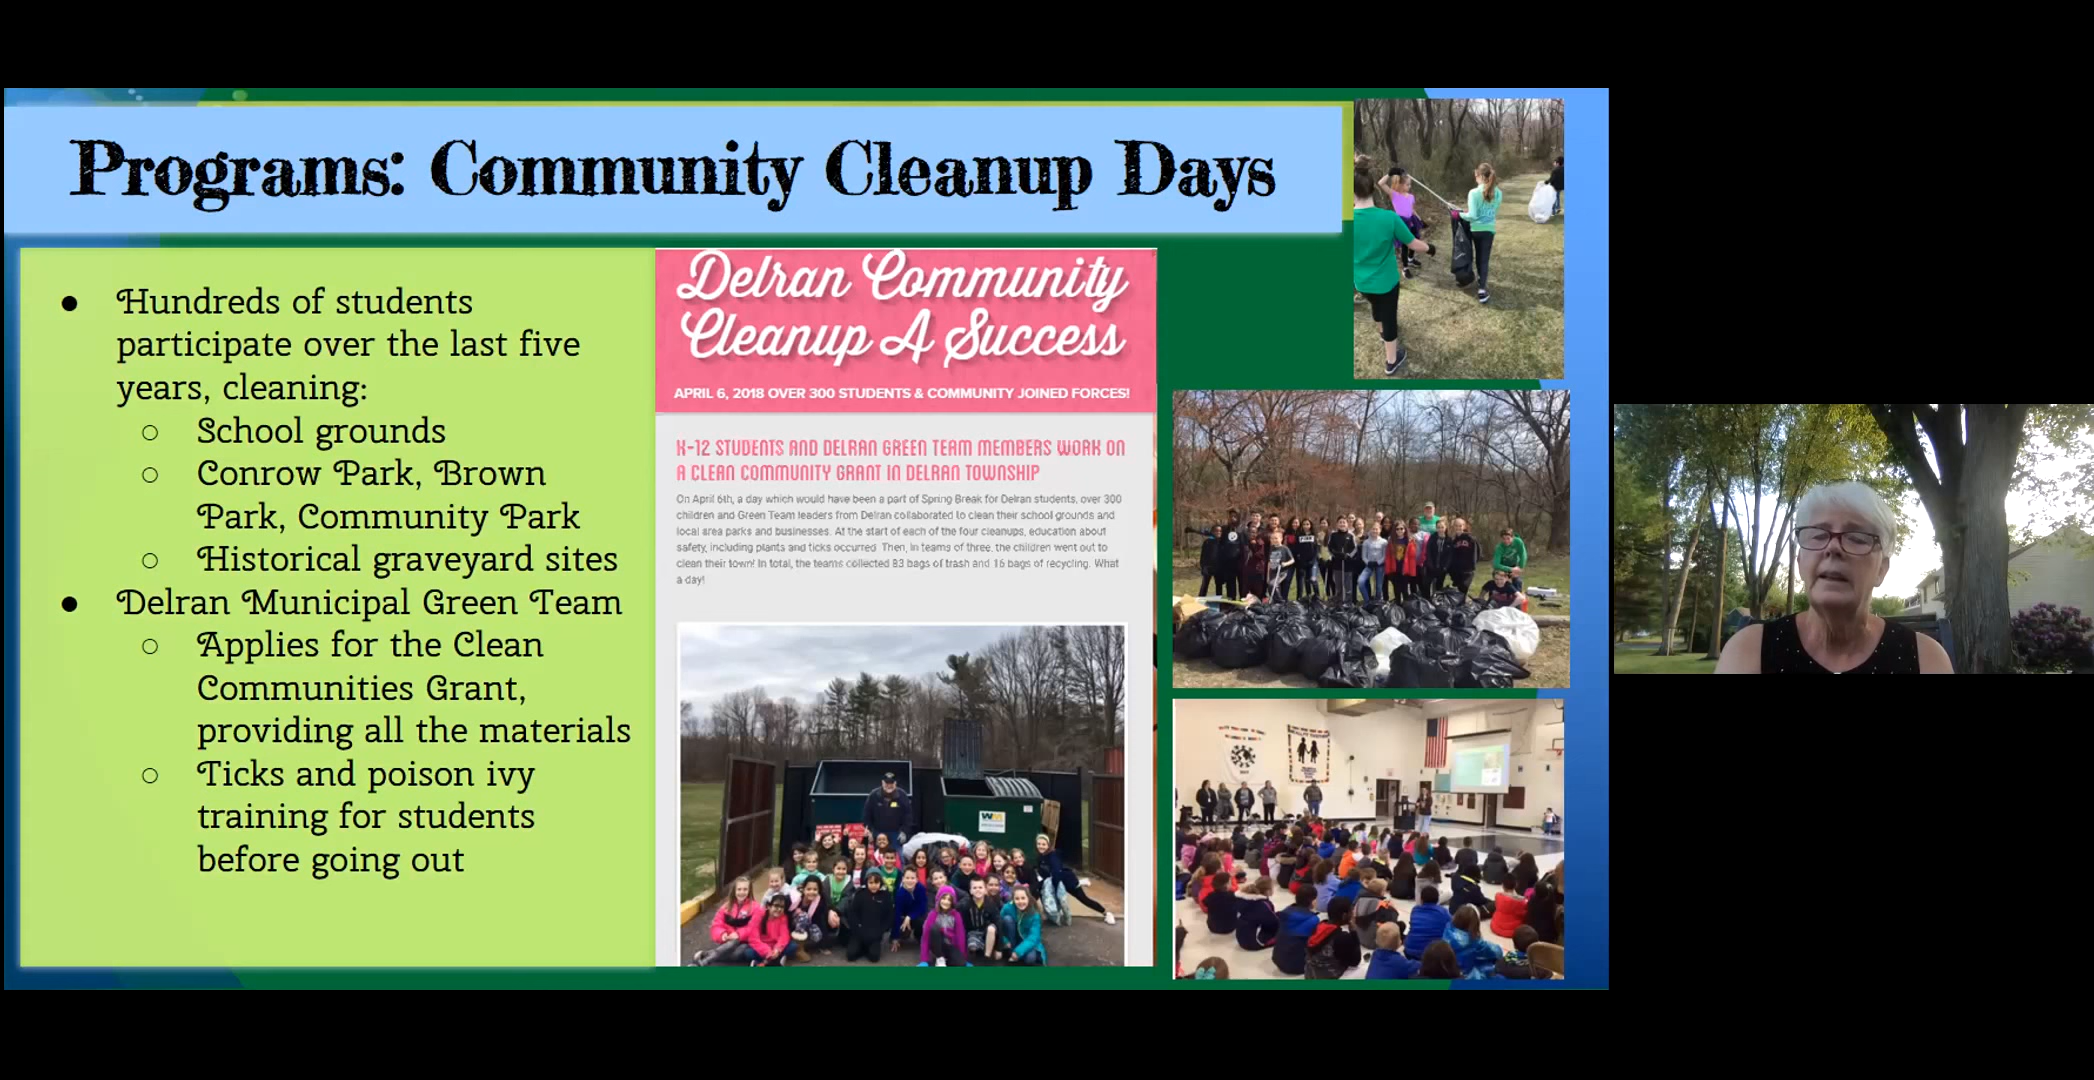 Programs: Community Cleanup Days
● Hundreds of students
participate over the last five
years, cleaning:
○ School grounds
○ Conrow Park, Brown
Park, Community Park
○ Historical graveyard sites
● Delran Municipal Green Team
○ Applies for the Clean
Communities Grant,
providing all the materials
○ Ticks and poison ivy
training for students
before going out
Delran Community
Cleanup A Success
APRIL 6, 2018 OVER 300 STUDENTS & COMMUNITY JOINED FORCES!
K-12 STUDENTS AND DELRAN GREEN TEAM MEMBERS WORK ON
A CLEAN COMMUNITY GRANT IN DELRAN TOWNSHIP
On April 6th, a day which would have been a part of Spring Break for Delran students, over 300
children and Green Team leaders from Delran collaborated to clean their school grounds and
local area parks and businesses. At the start of each of the four cleanups, education about
safety, including plants and ticks occurred. Then, in teams of three, the children went out to
clean their town! In total, the teams collected 83 bags of trash and 16 bags of recycling. What
a day!
WM